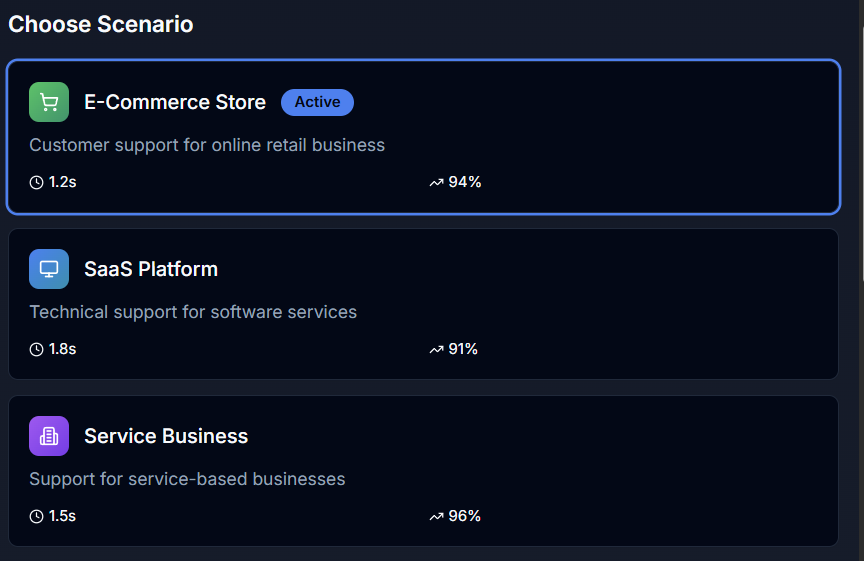 Choose Scenario
E-Commerce Store Active
Customer support for online retail business
1.2s 94%
SaaS Platform
Technical support for software services
1.8s 91%
Service Business
Support for service-based businesses
1.5s 96%